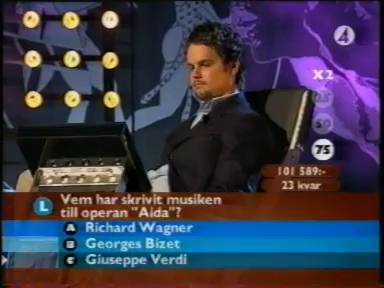 4
X2
50
75
101 589:-
23 kvar
L Vem har skrivit musiken
till operan "Aida"?
A Richard Wagner
B Georges Bizet
C Giuseppe Verdi